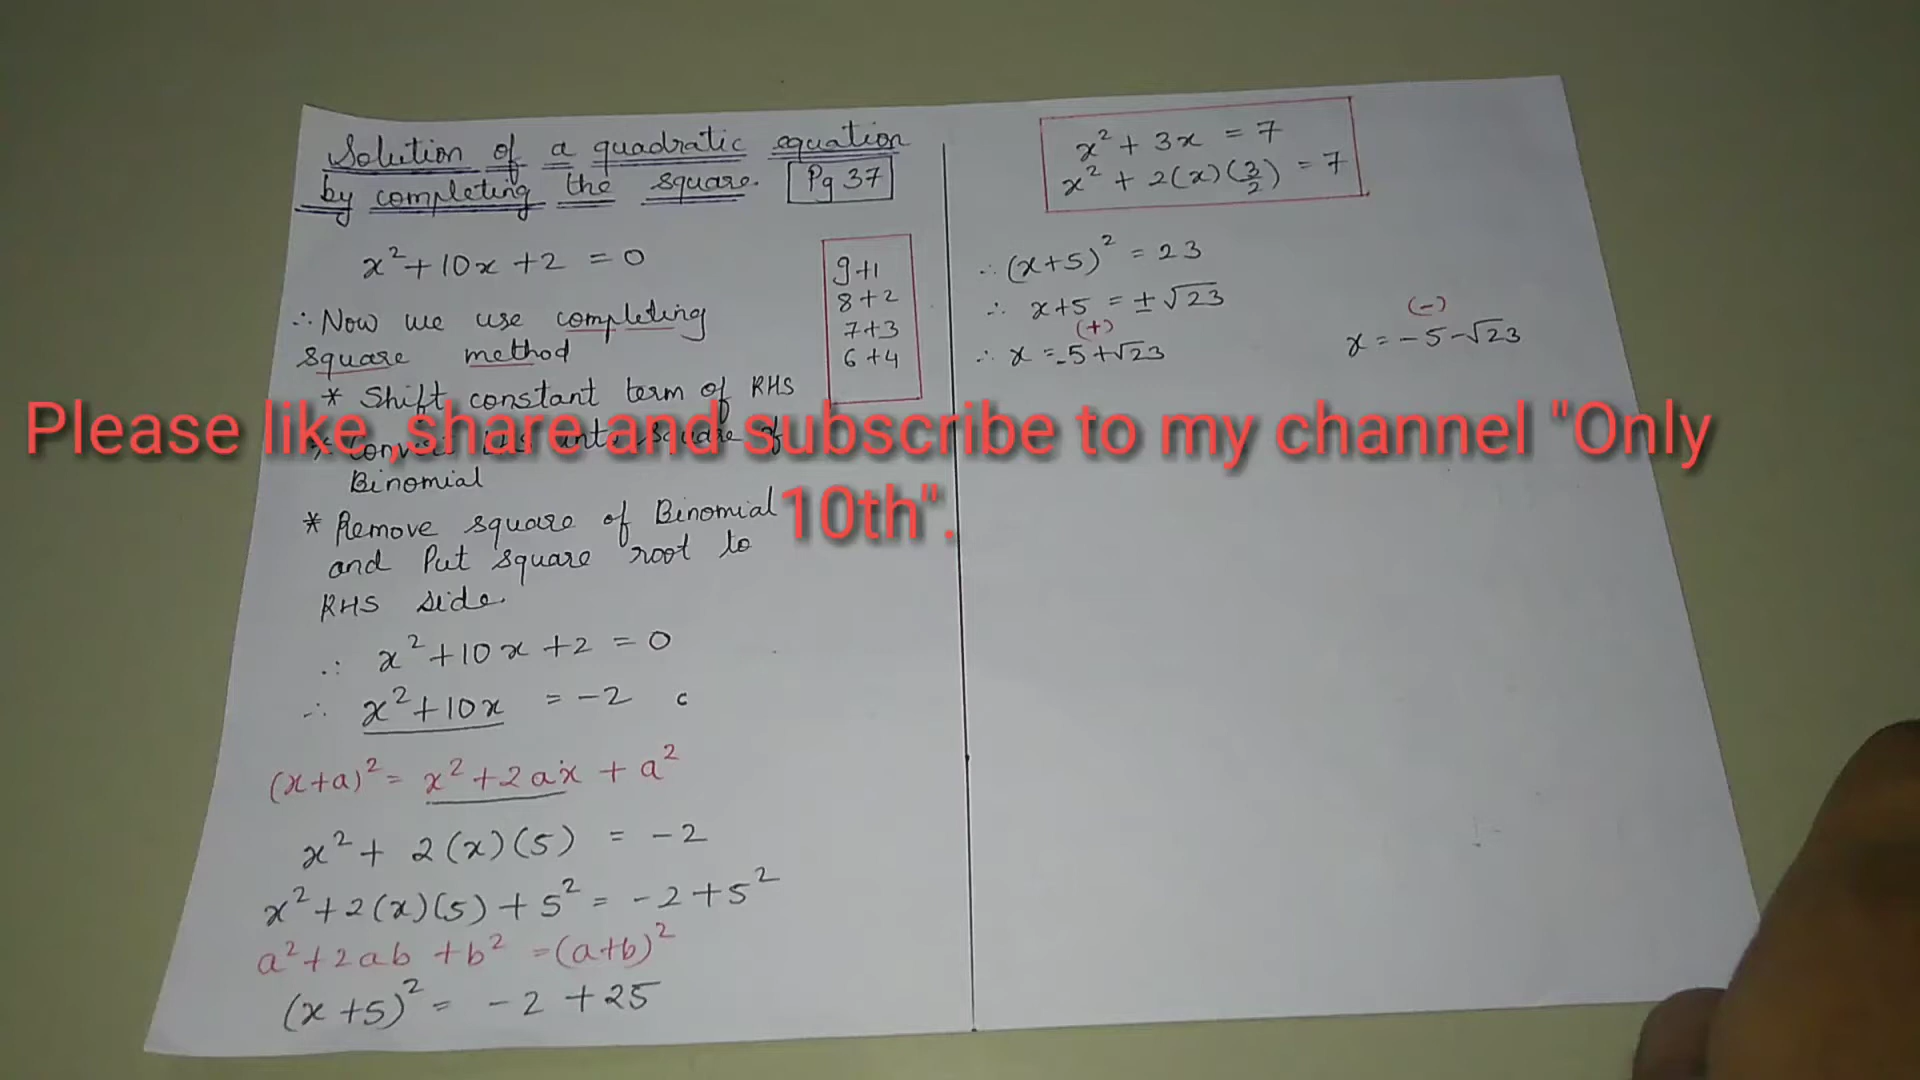 Solution of a quadratic equation
by completing the square. Pg 37
x² + 10x + 2 = 0
∴ Now we use completing
square method
* Shift constant term of RHS
Binomial
* Remove square of Binomial
and Put square root to
RHS side.
∴ x² + 10x + 2 = 0
∴ x² + 10x = -2 c
(x+a)² = x² + 2ax + a²
x² + 2(x)(5) = -2
x² + 2(x)(5) + 5² = -2 + 5²
a² + 2ab + b² = (a+b)²
(x+5)² = -2 + 25
9+1
8+2
7+3
6+4
x² + 3x = 7
x² + 2(x)(3/2) = 7
∴ (x+5)² = 23
∴ x+5 = ±√23
(+)
∴ x = -5+√23
(-)
x = -5-√23
Please like, share and subscribe to my channel "Only
10th".